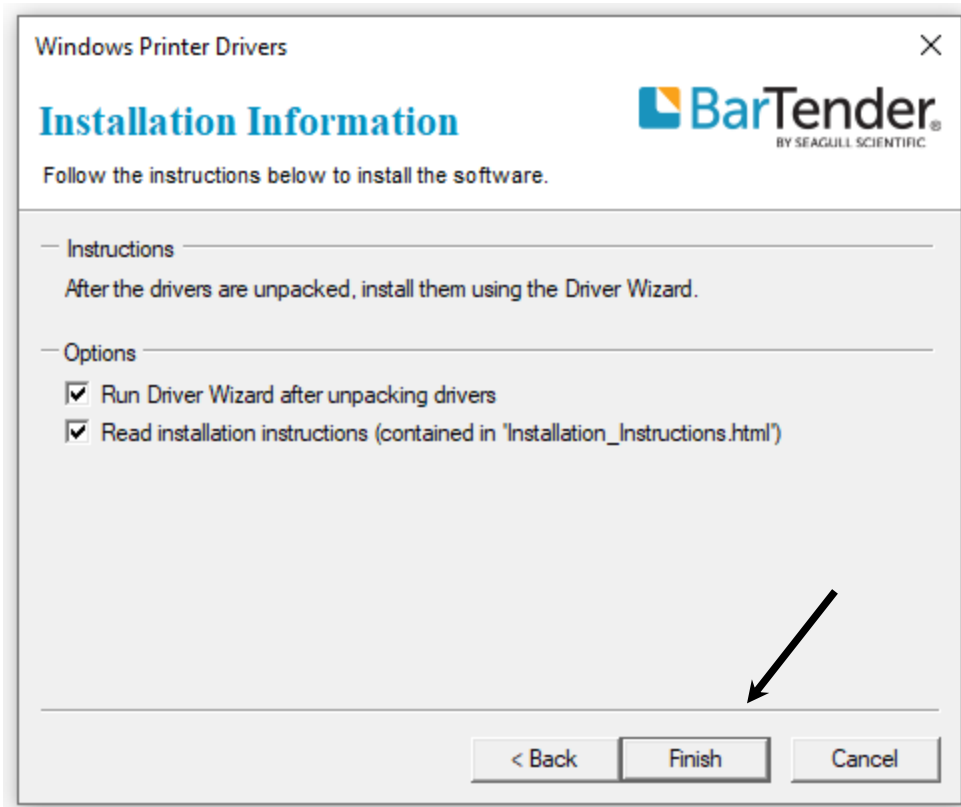 Windows Printer Drivers
Installation Information
BarTender®
BY SEAGULL SCIENTIFIC
Follow the instructions below to install the software.
Instructions
After the drivers are unpacked, install them using the Driver Wizard.
Options
Run Driver Wizard after unpacking drivers
Read installation instructions (contained in 'Installation_Instructions.html')
< Back Finish Cancel